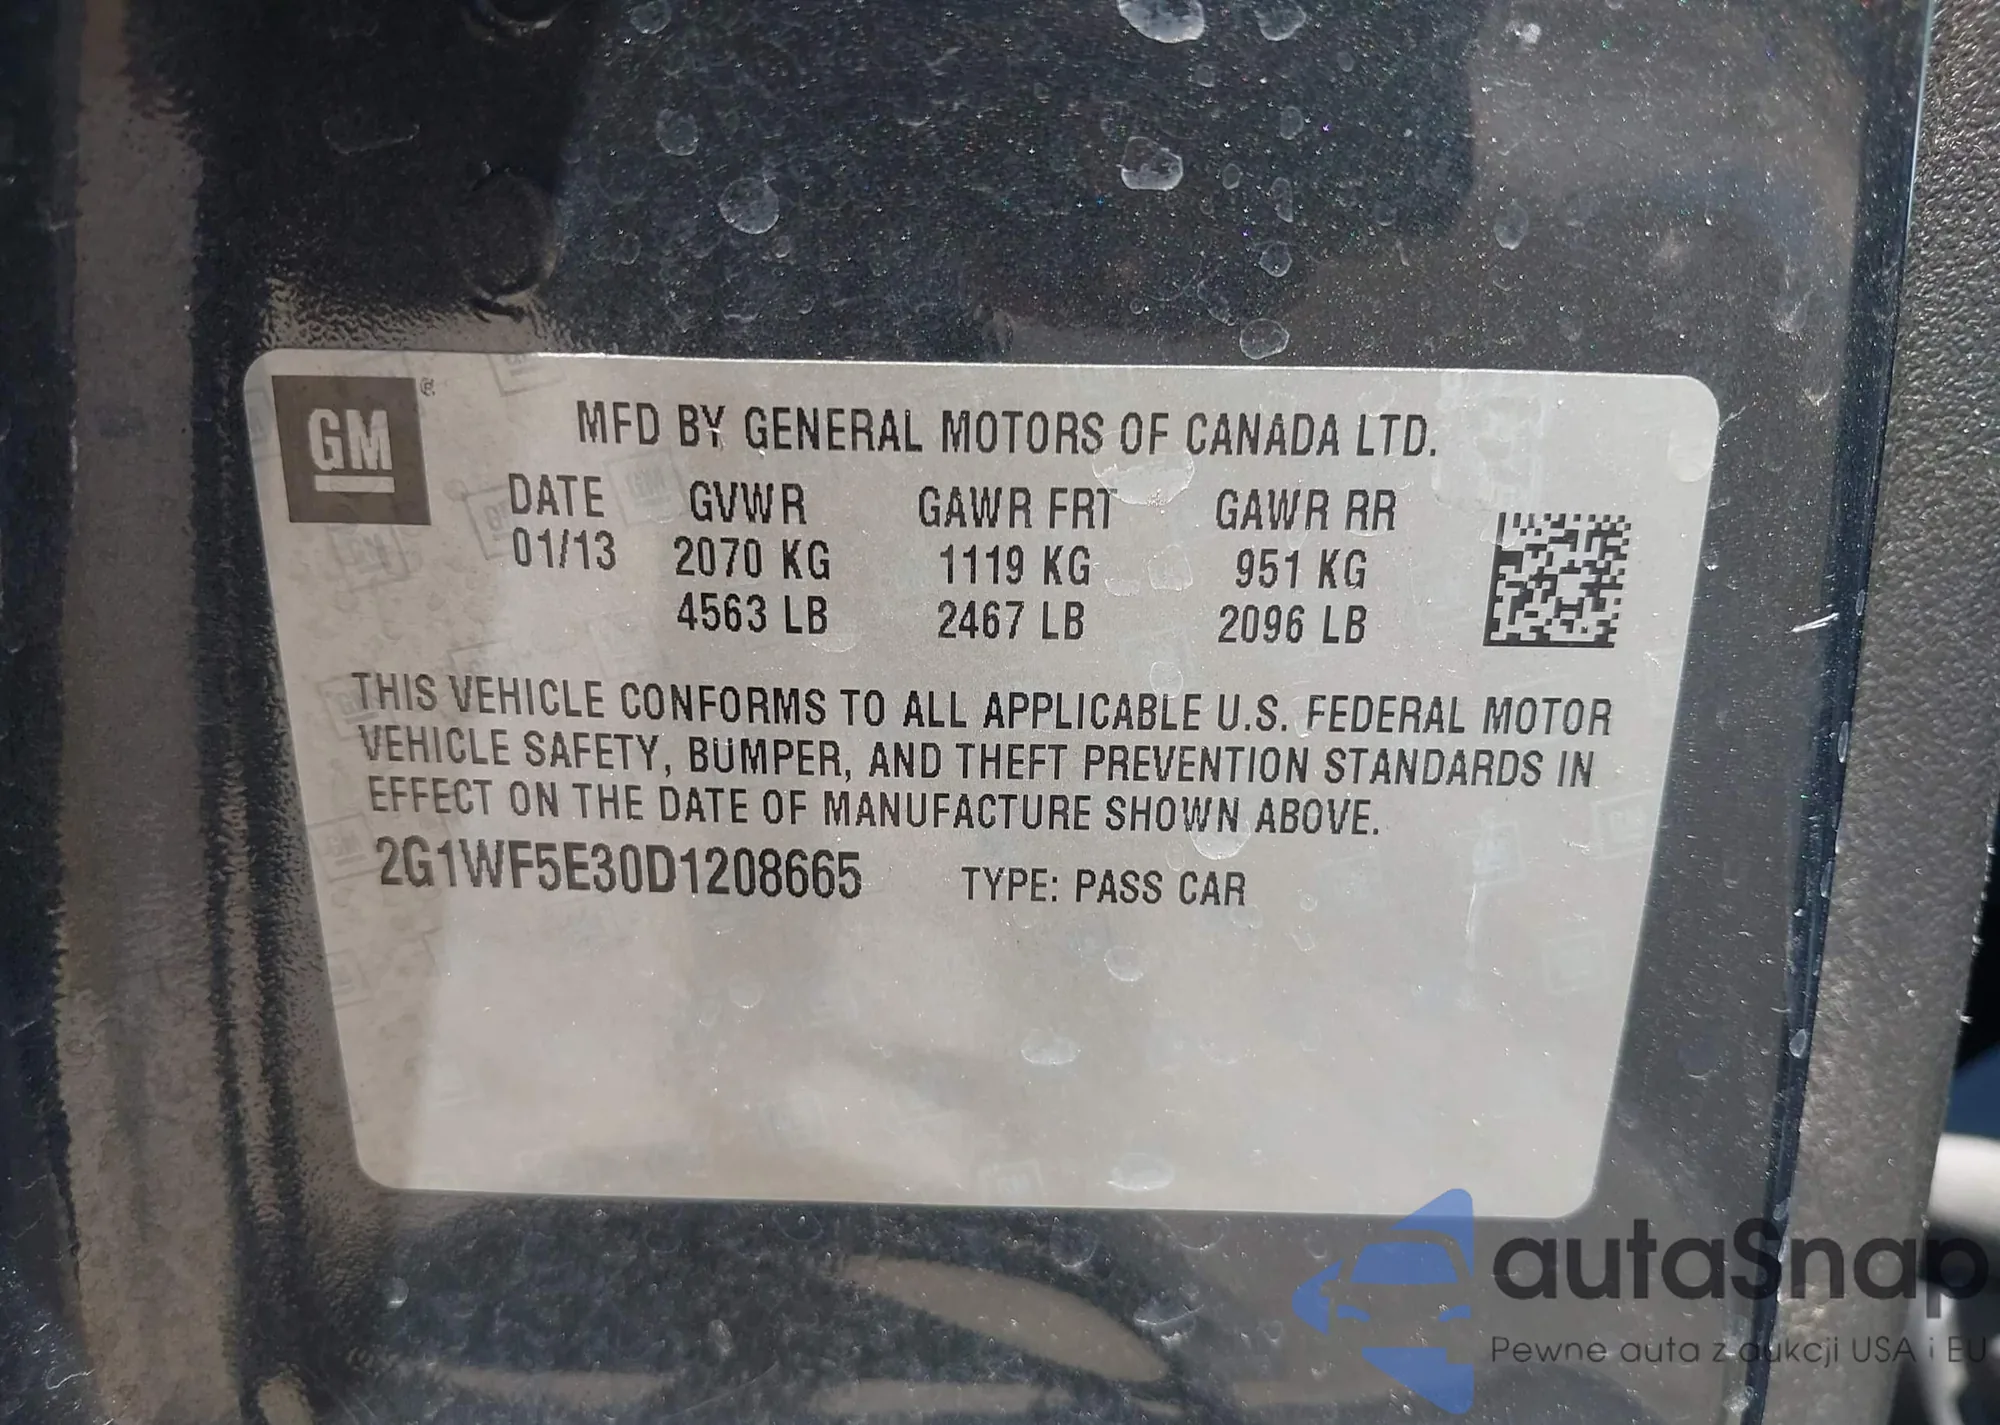 GM
MFD BY GENERAL MOTORS OF CANADA LTD.
DATE GVWR GAWR FRT GAWR RR
01/13 2070 KG 1119 KG 951 KG
4563 LB 2467 LB 2096 LB
THIS VEHICLE CONFORMS TO ALL APPLICABLE U.S. FEDERAL MOTOR
VEHICLE SAFETY, BUMPER, AND THEFT PREVENTION STANDARDS IN
EFFECT ON THE DATE OF MANUFACTURE SHOWN ABOVE.
2G1WF5E30D1208665 TYPE: PASS CAR
autaSnap
Pewne auta z aukcji USA i EU